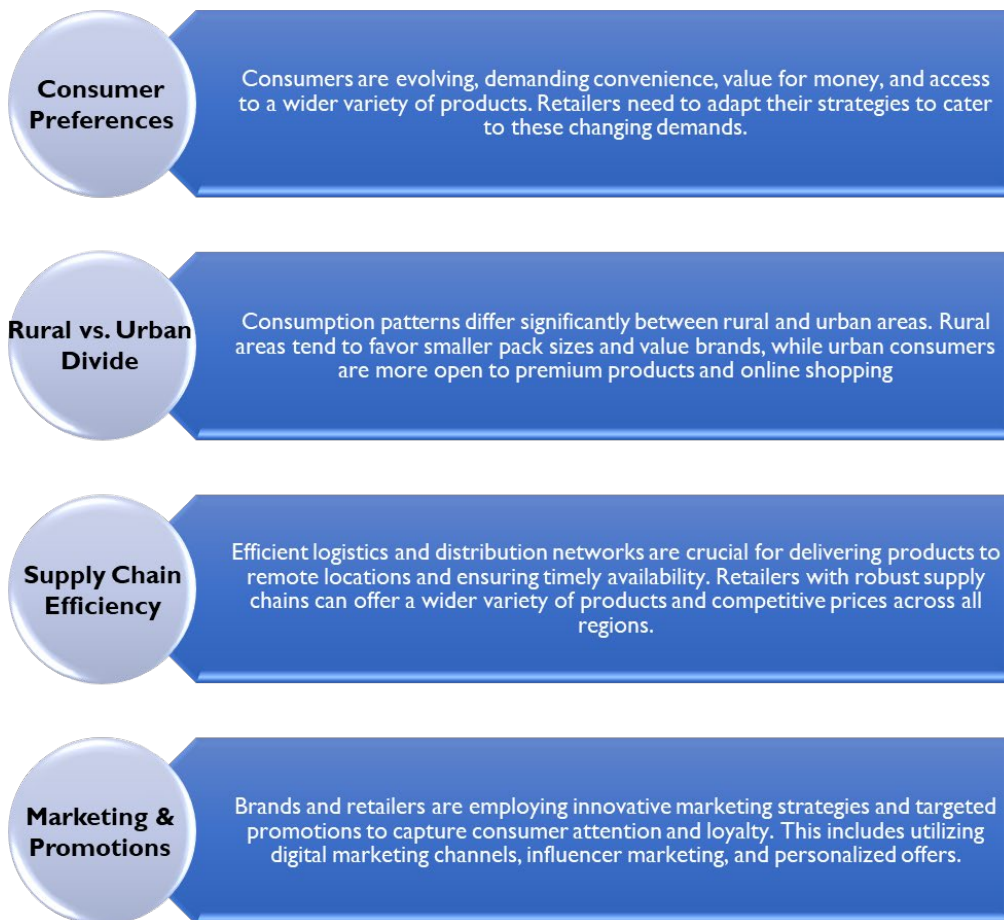 Consumer
Preferences
Consumers are evolving, demanding convenience, value for money, and access
to a wider variety of products. Retailers need to adapt their strategies to cater
to these changing demands.
Rural vs. Urban
Divide
Consumption patterns differ significantly between rural and urban areas. Rural
areas tend to favor smaller pack sizes and value brands, while urban consumers
are more open to premium products and online shopping
Supply Chain
Efficiency
Efficient logistics and distribution networks are crucial for delivering products to
remote locations and ensuring timely availability. Retailers with robust supply
chains can offer a wider variety of products and competitive prices across all
regions.
Marketing &
Promotions
Brands and retailers are employing innovative marketing strategies and targeted
promotions to capture consumer attention and loyalty. This includes utilizing
digital marketing channels, influencer marketing, and personalized offers.